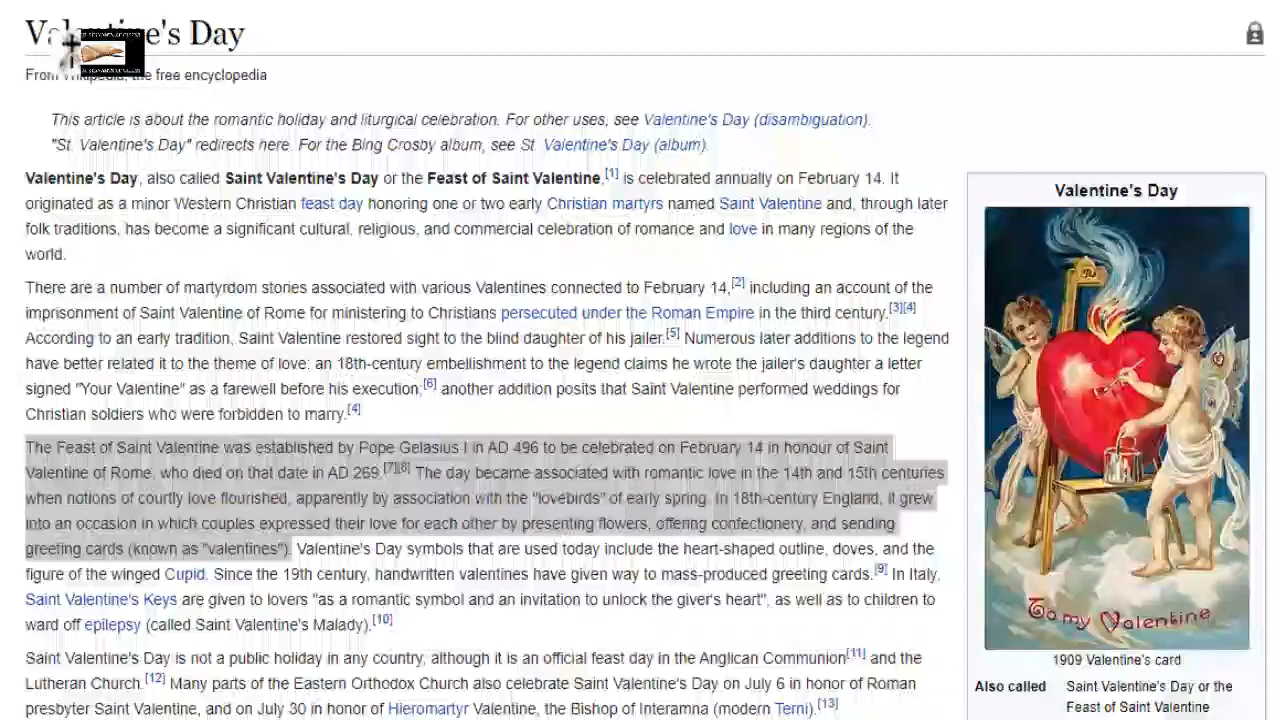 Valentine's Day
From Wikipedia, the free encyclopedia
This article is about the romantic holiday and liturgical celebration. For other uses, see Valentine's Day (disambiguation).
"St. Valentine's Day" redirects here. For the Bing Crosby album, see St. Valentine's Day (album).
Valentine's Day, also called Saint Valentine's Day or the Feast of Saint Valentine,[1] is celebrated annually on February 14. It
originated as a minor Western Christian feast day honoring one or two early Christian martyrs named Saint Valentine and, through later
folk traditions, has become a significant cultural, religious, and commercial celebration of romance and love in many regions of the
world.
There are a number of martyrdom stories associated with various Valentines connected to February 14,[2] including an account of the
imprisonment of Saint Valentine of Rome for ministering to Christians persecuted under the Roman Empire in the third century.[3][4]
According to an early tradition, Saint Valentine restored sight to the blind daughter of his jailer.[5] Numerous later additions to the legend
have better related it to the theme of love: an 18th-century embellishment to the legend claims he wrote the jailer's daughter a letter
signed "Your Valentine" as a farewell before his execution;[6] another addition posits that Saint Valentine performed weddings for
Christian soldiers who were forbidden to marry.[4]
The Feast of Saint Valentine was established by Pope Gelasius I in AD 496 to be celebrated on February 14 in honour of Saint
Valentine of Rome, who died on that date in AD 269.[7][8] The day became associated with romantic love in the 14th and 15th centuries
when notions of courtly love flourished, apparently by association with the "lovebirds" of early spring. In 18th-century England, it grew
into an occasion in which couples expressed their love for each other by presenting flowers, offering confectionery, and sending
greeting cards (known as "valentines"). Valentine's Day symbols that are used today include the heart-shaped outline, doves, and the
figure of the winged Cupid. Since the 19th century, handwritten valentines have given way to mass-produced greeting cards.[9] In Italy,
Saint Valentine's Keys are given to lovers "as a romantic symbol and an invitation to unlock the giver's heart", as well as to children to
ward off epilepsy (called Saint Valentine's Malady).[10]
Saint Valentine's Day is not a public holiday in any country, although it is an official feast day in the Anglican Communion[11] and the
Lutheran Church.[12] Many parts of the Eastern Orthodox Church also celebrate Saint Valentine's Day on July 6 in honor of Roman
presbyter Saint Valentine, and on July 30 in honor of Hieromartyr Valentine, the Bishop of Interamna (modern Terni).[13]
Valentine's Day
To my Valentine
1909 Valentine's card
Also called Saint Valentine's Day or the
Feast of Saint Valentine